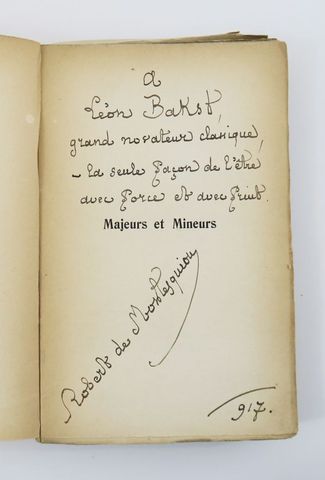 A
Léon Bakst,
grand novateur classique,
– la seule façon de l'être
avec force et avec fruit.
Majeurs et Mineurs
Robert de Montesquiou
917.